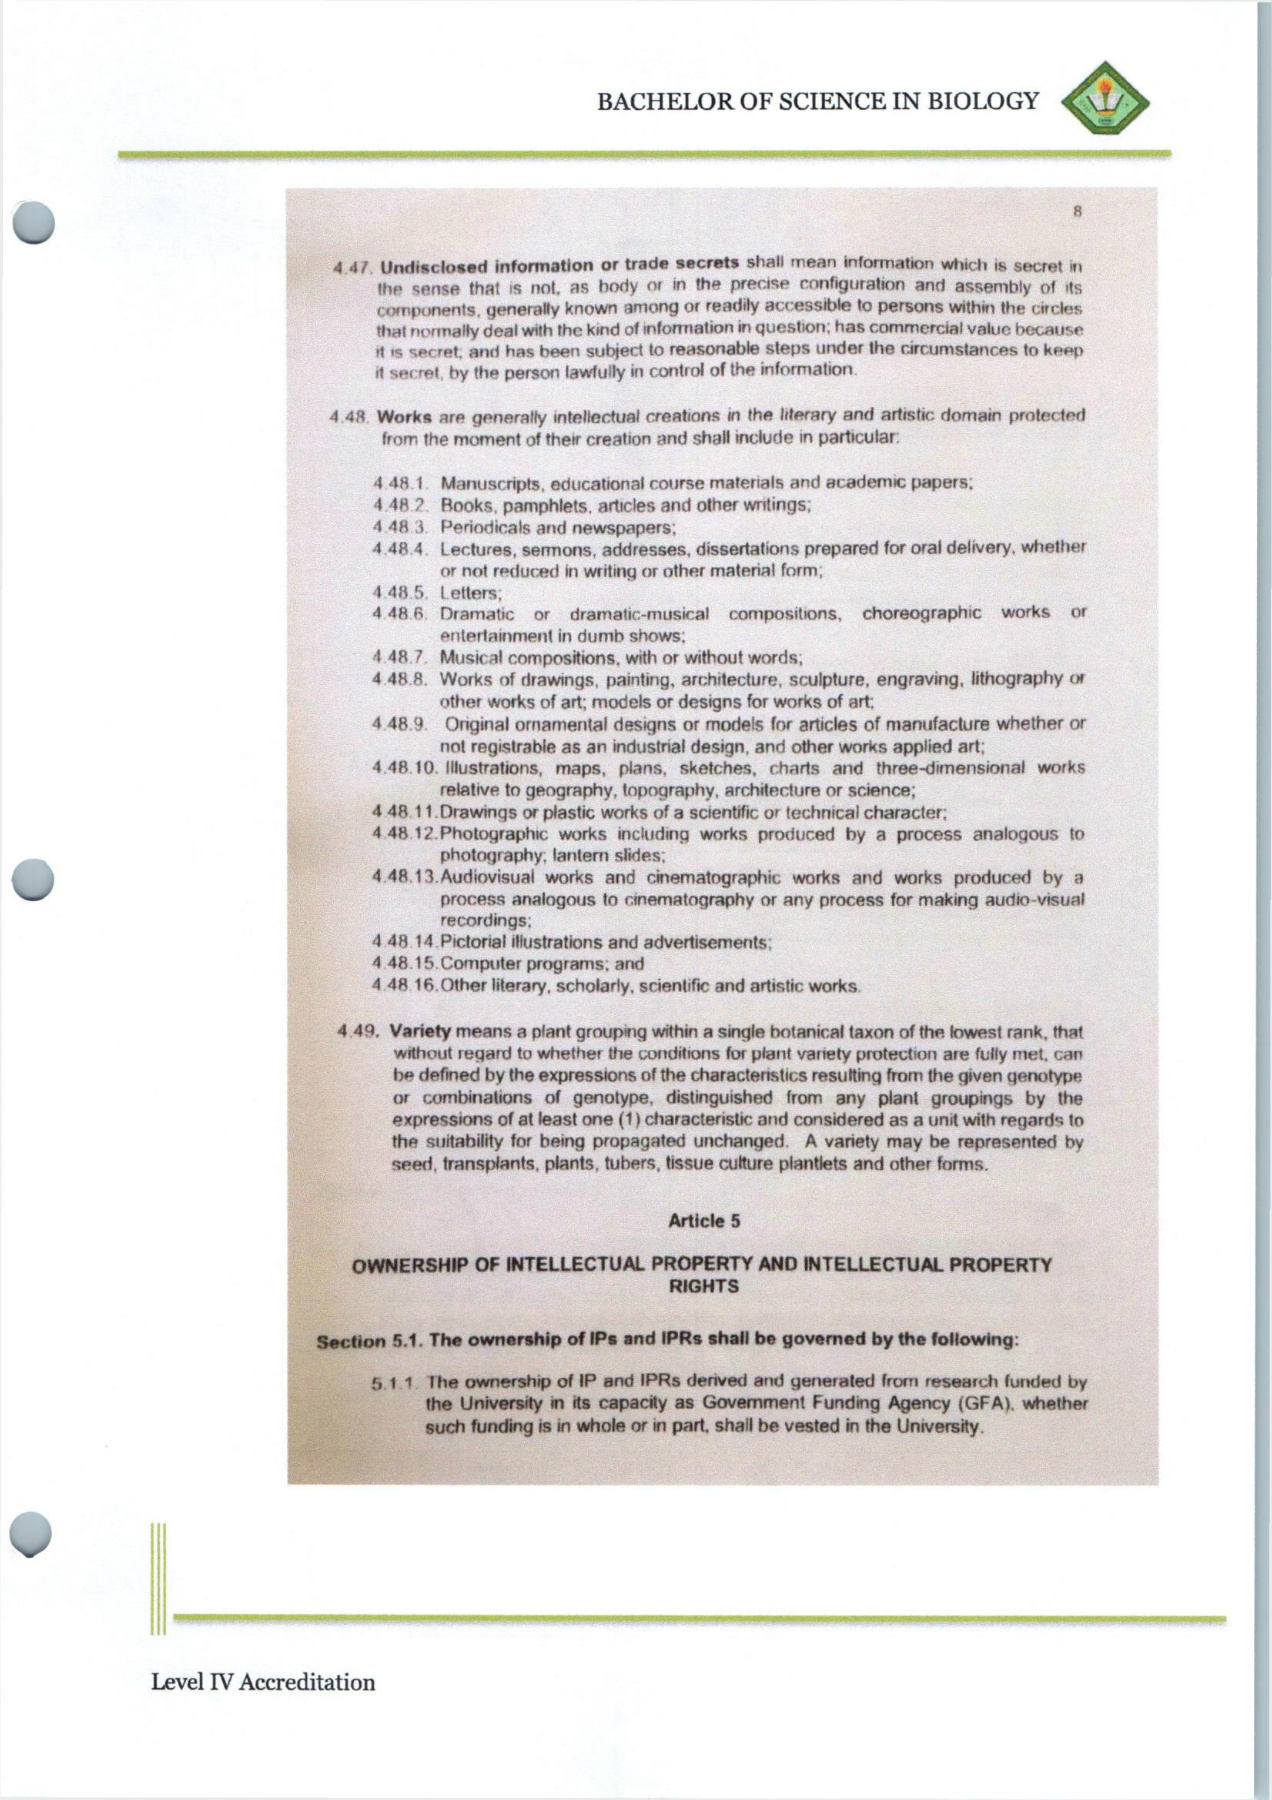 BACHELOR OF SCIENCE IN BIOLOGY
8
4.47. Undisclosed information or trade secrets shall mean information which is secret in
the sense that is not, as body or in the precise configuration and assembly of its
components, generally known among or readily accessible to persons within the circles
that normally deal with the kind of information in question; has commercial value because
it is secret; and has been subject to reasonable steps under the circumstances to keep
it secret, by the person lawfully in control of the information.
4.48. Works are generally intellectual creations in the literary and artistic domain protected
from the moment of their creation and shall include in particular:
4.48.1. Manuscripts, educational course materials and academic papers;
4.48.2. Books, pamphlets, articles and other writings;
4.48.3. Periodicals and newspapers;
4.48.4. Lectures, sermons, addresses, dissertations prepared for oral delivery, whether
or not reduced in writing or other material form;
4.48.5. Letters;
4.48.6. Dramatic or dramatic-musical compositions, choreographic works or
entertainment in dumb shows;
4.48.7. Musical compositions, with or without words;
4.48.8. Works of drawings, painting, architecture, sculpture, engraving, lithography or
other works of art; models or designs for works of art;
4.48.9. Original ornamental designs or models for articles of manufacture whether or
not registrable as an industrial design, and other works applied art;
4.48.10. Illustrations, maps, plans, sketches, charts and three-dimensional works
relative to geography, topography, architecture or science;
4.48.11. Drawings or plastic works of a scientific or technical character;
4.48.12. Photographic works including works produced by a process analogous to
photography; lantern slides;
4.48.13. Audiovisual works and cinematographic works and works produced by a
process analogous to cinematography or any process for making audio-visual
recordings;
4.48.14. Pictorial illustrations and advertisements;
4.48.15. Computer programs; and
4.48.16. Other literary, scholarly, scientific and artistic works.
4.49. Variety means a plant grouping within a single botanical taxon of the lowest rank, that
without regard to whether the conditions for plant variety protection are fully met, can
be defined by the expressions of the characteristics resulting from the given genotype
or combinations of genotype, distinguished from any plant groupings by the
expressions of at least one (1) characteristic and considered as a unit with regards to
the suitability for being propagated unchanged. A variety may be represented by
seed, transplants, plants, tubers, tissue culture plantlets and other forms.
Article 5
OWNERSHIP OF INTELLECTUAL PROPERTY AND INTELLECTUAL PROPERTY
RIGHTS
Section 5.1. The ownership of IPs and IPRs shall be governed by the following:
5.1.1. The ownership of IP and IPRs derived and generated from research funded by
the University in its capacity as Government Funding Agency (GFA), whether
such funding is in whole or in part, shall be vested in the University.
Level IV Accreditation